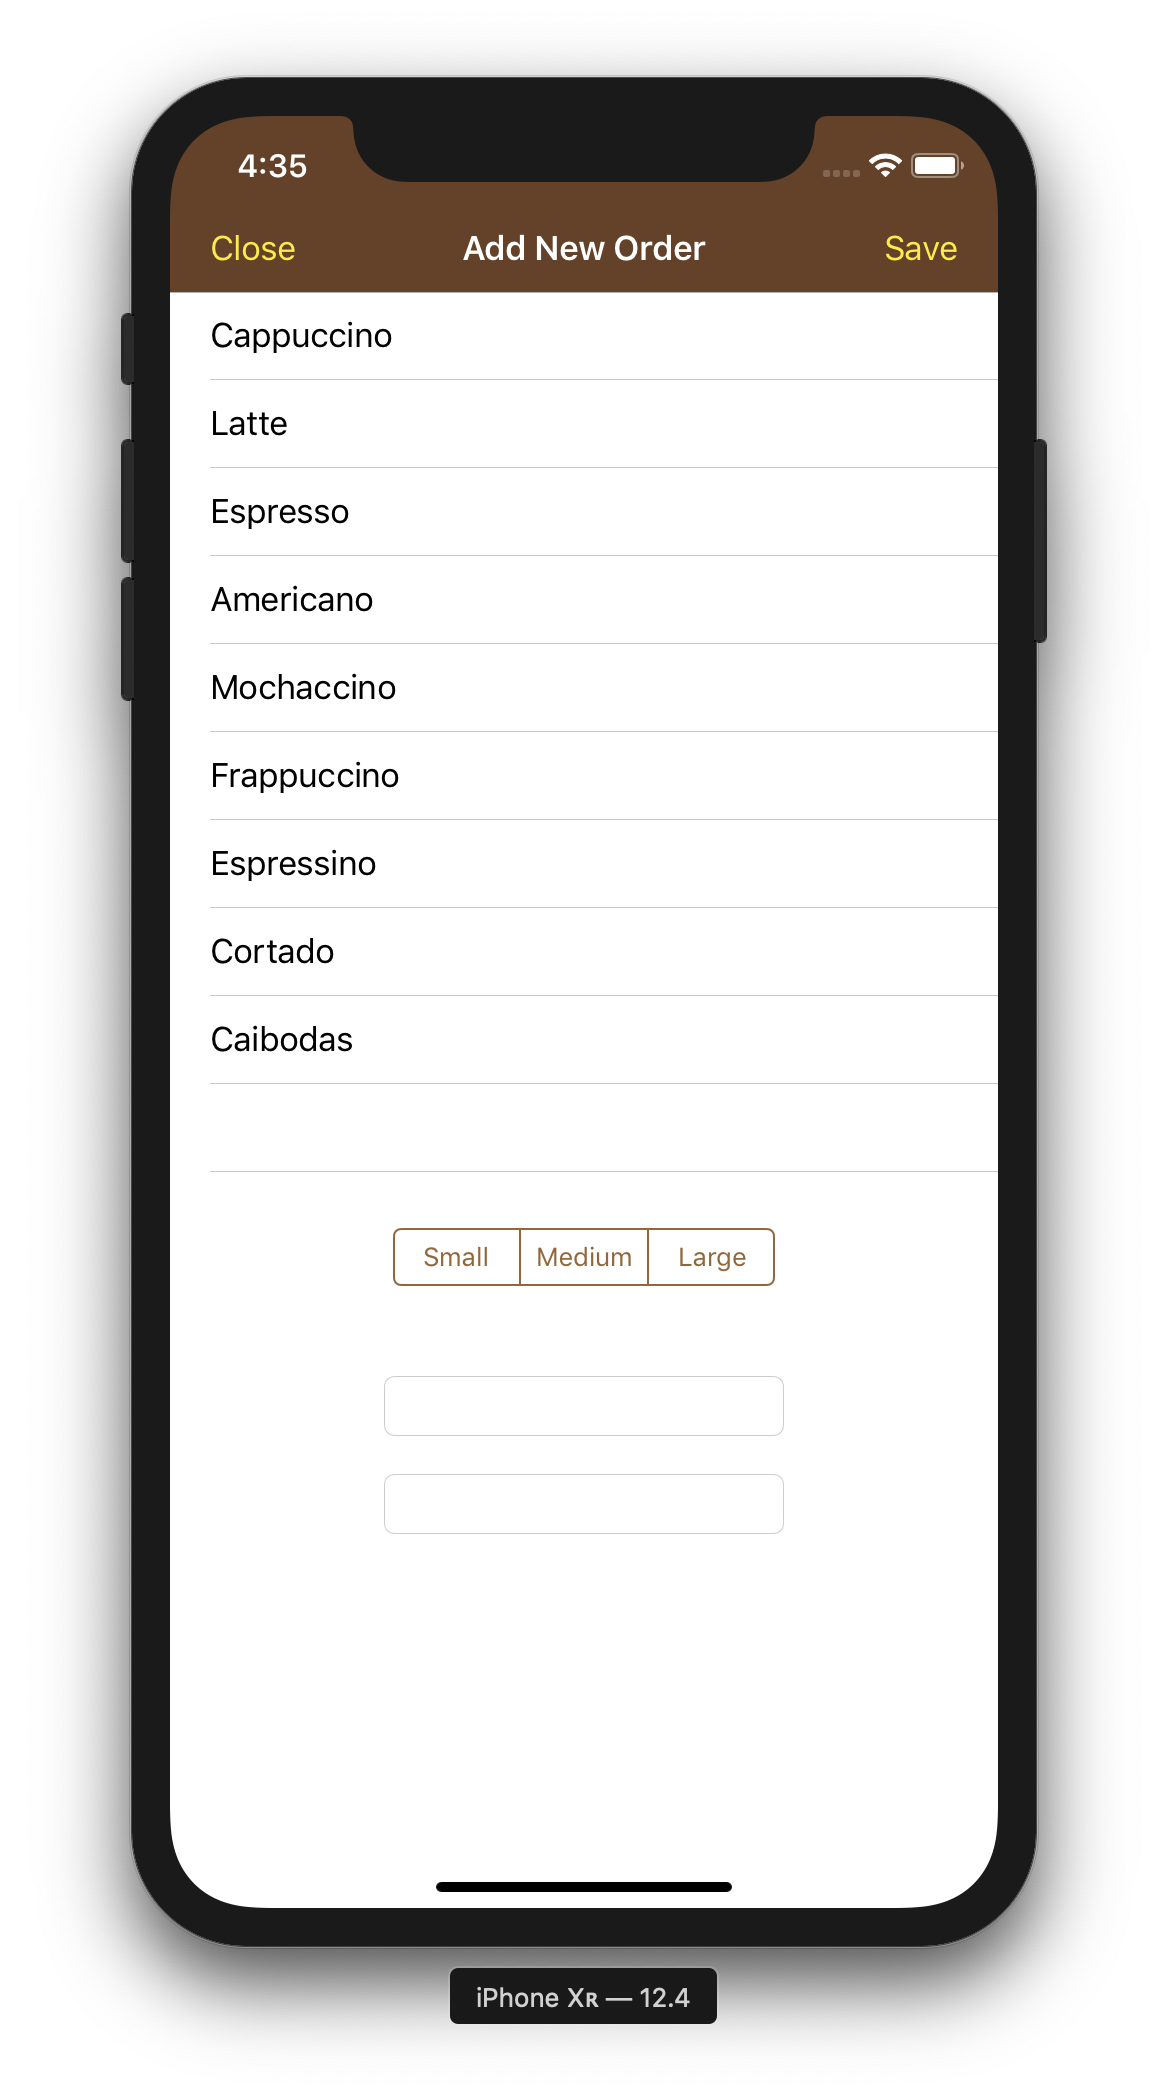 4:35
Close Add New Order Save
Cappuccino
Latte
Espresso
Americano
Mochaccino
Frappuccino
Espressino
Cortado
Caibodas
Small Medium Large
iPhone Xʀ — 12.4